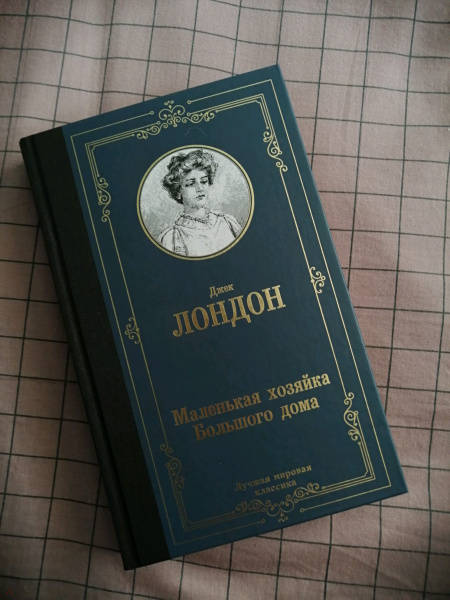 Джек
ЛОНДОН
Маленькая хозяйка
Большого дома
Лучшая мировая
классика